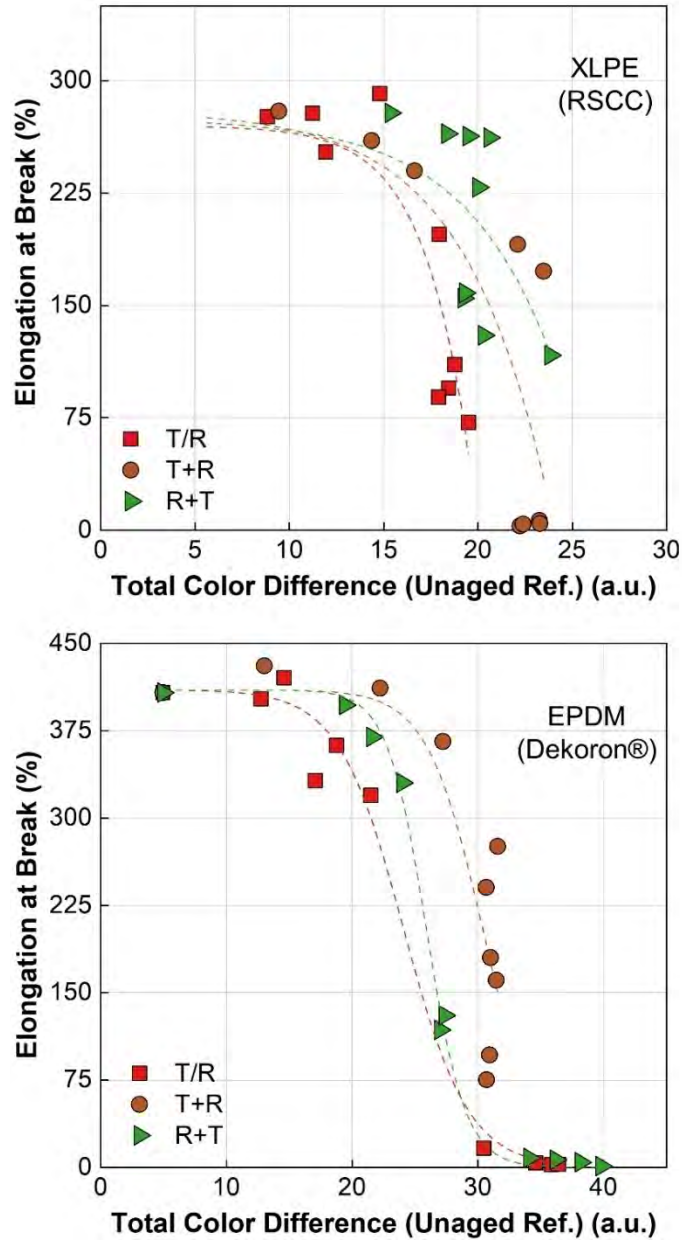 XLPE
(RSCC)
Elongation at Break (%)
300
225
150
75
0
T/R
T+R
R+T
0 5 10 15 20 25 30
Total Color Difference (Unaged Ref.) (a.u.)
EPDM
(Dekoron®)
Elongation at Break (%)
450
375
300
225
150
75
0
T/R
T+R
R+T
0 10 20 30 40
Total Color Difference (Unaged Ref.) (a.u.)